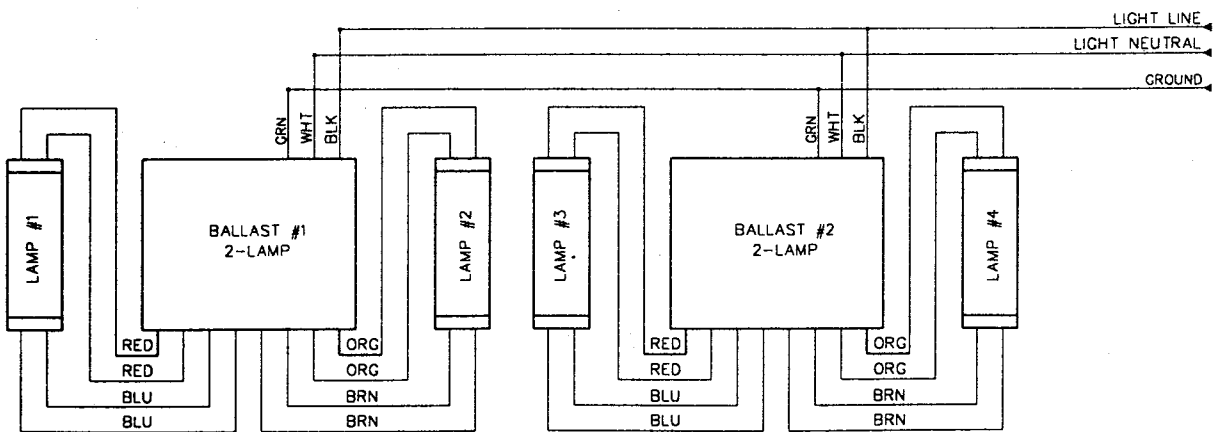 LIGHT LINE
LIGHT NEUTRAL
GROUND
GRN
WHT
BLK
GRN
WHT
BLK
LAMP #1
BALLAST #1
2-LAMP
LAMP #2
LAMP #3
BALLAST #2
2-LAMP
LAMP #4
RED
ORG
RED
ORG
BLU
BRN
BLU
BRN
RED
ORG
RED
ORG
BLU
BRN
BLU
BRN